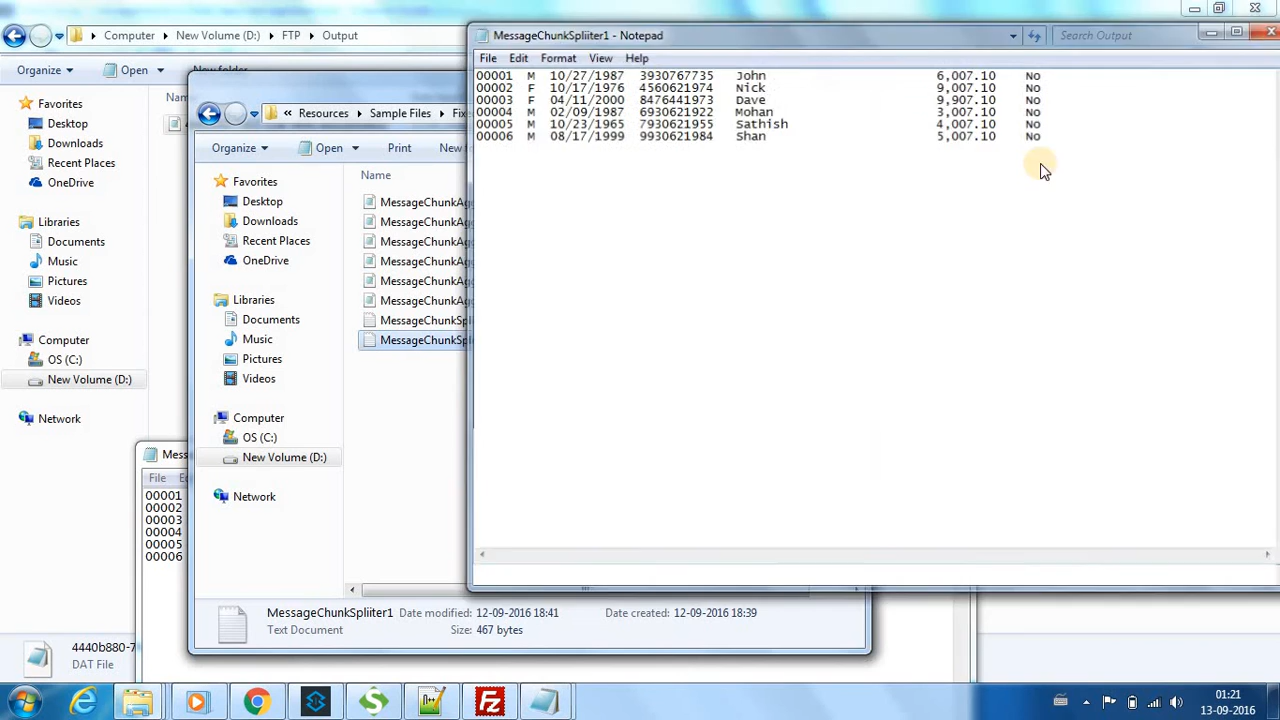 Computer
New Volume (D:)
FTP
Output
Organize
Open
New folder
Favorites
Desktop
Downloads
Recent Places
OneDrive
Libraries
Documents
Music
Pictures
Videos
Computer
OS (C:)
New Volume (D:)
Network
4440b880-7
DAT File
File
00001
00002
00003
00004
00005
00006
« Resources
Sample Files
Organize
Open
Print
Name
Favorites
Desktop
Downloads
Recent Places
OneDrive
Libraries
Documents
Music
Pictures
Videos
Computer
OS (C:)
New Volume (D:)
Network
MessageChunkSpliiter1
Date modified: 12-09-2016 18:41
Date created: 12-09-2016 18:39
Text Document
Size: 467 bytes
MessageChunkSpliiter1 - Notepad
Search Output
File Edit Format View Help
00001 M 10/27/1987 3930767735 John 6,007.10 No
00002 F 10/17/1976 4560621974 Nick 9,007.10 No
00003 F 04/11/2000 8476441973 Dave 9,907.10 No
00004 M 02/09/1987 6930621922 Mohan 3,007.10 No
00005 M 10/23/1965 7930621955 Sathish 4,007.10 No
00006 M 08/17/1999 9930621984 Shan 5,007.10 No
01:21
13-09-2016